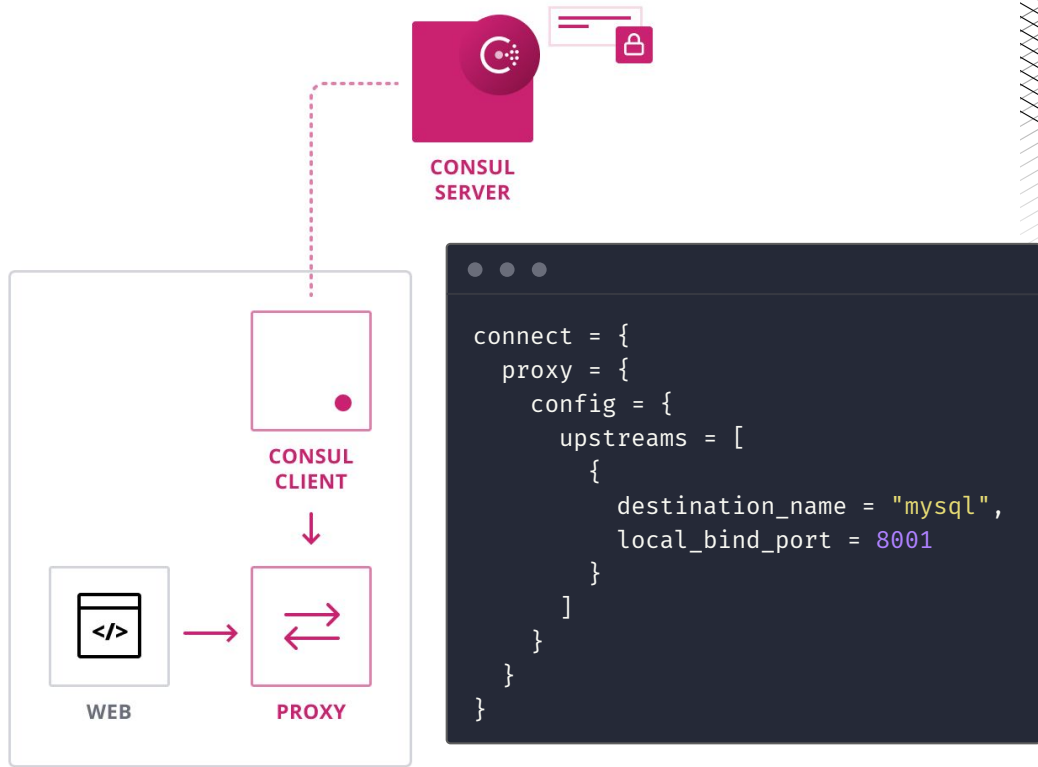 CONSUL
SERVER
CONSUL
CLIENT
</>
WEB
PROXY
connect = {
  proxy = {
    config = {
      upstreams = [
        {
          destination_name = "mysql",
          local_bind_port = 8001
        }
      ]
    }
  }
}